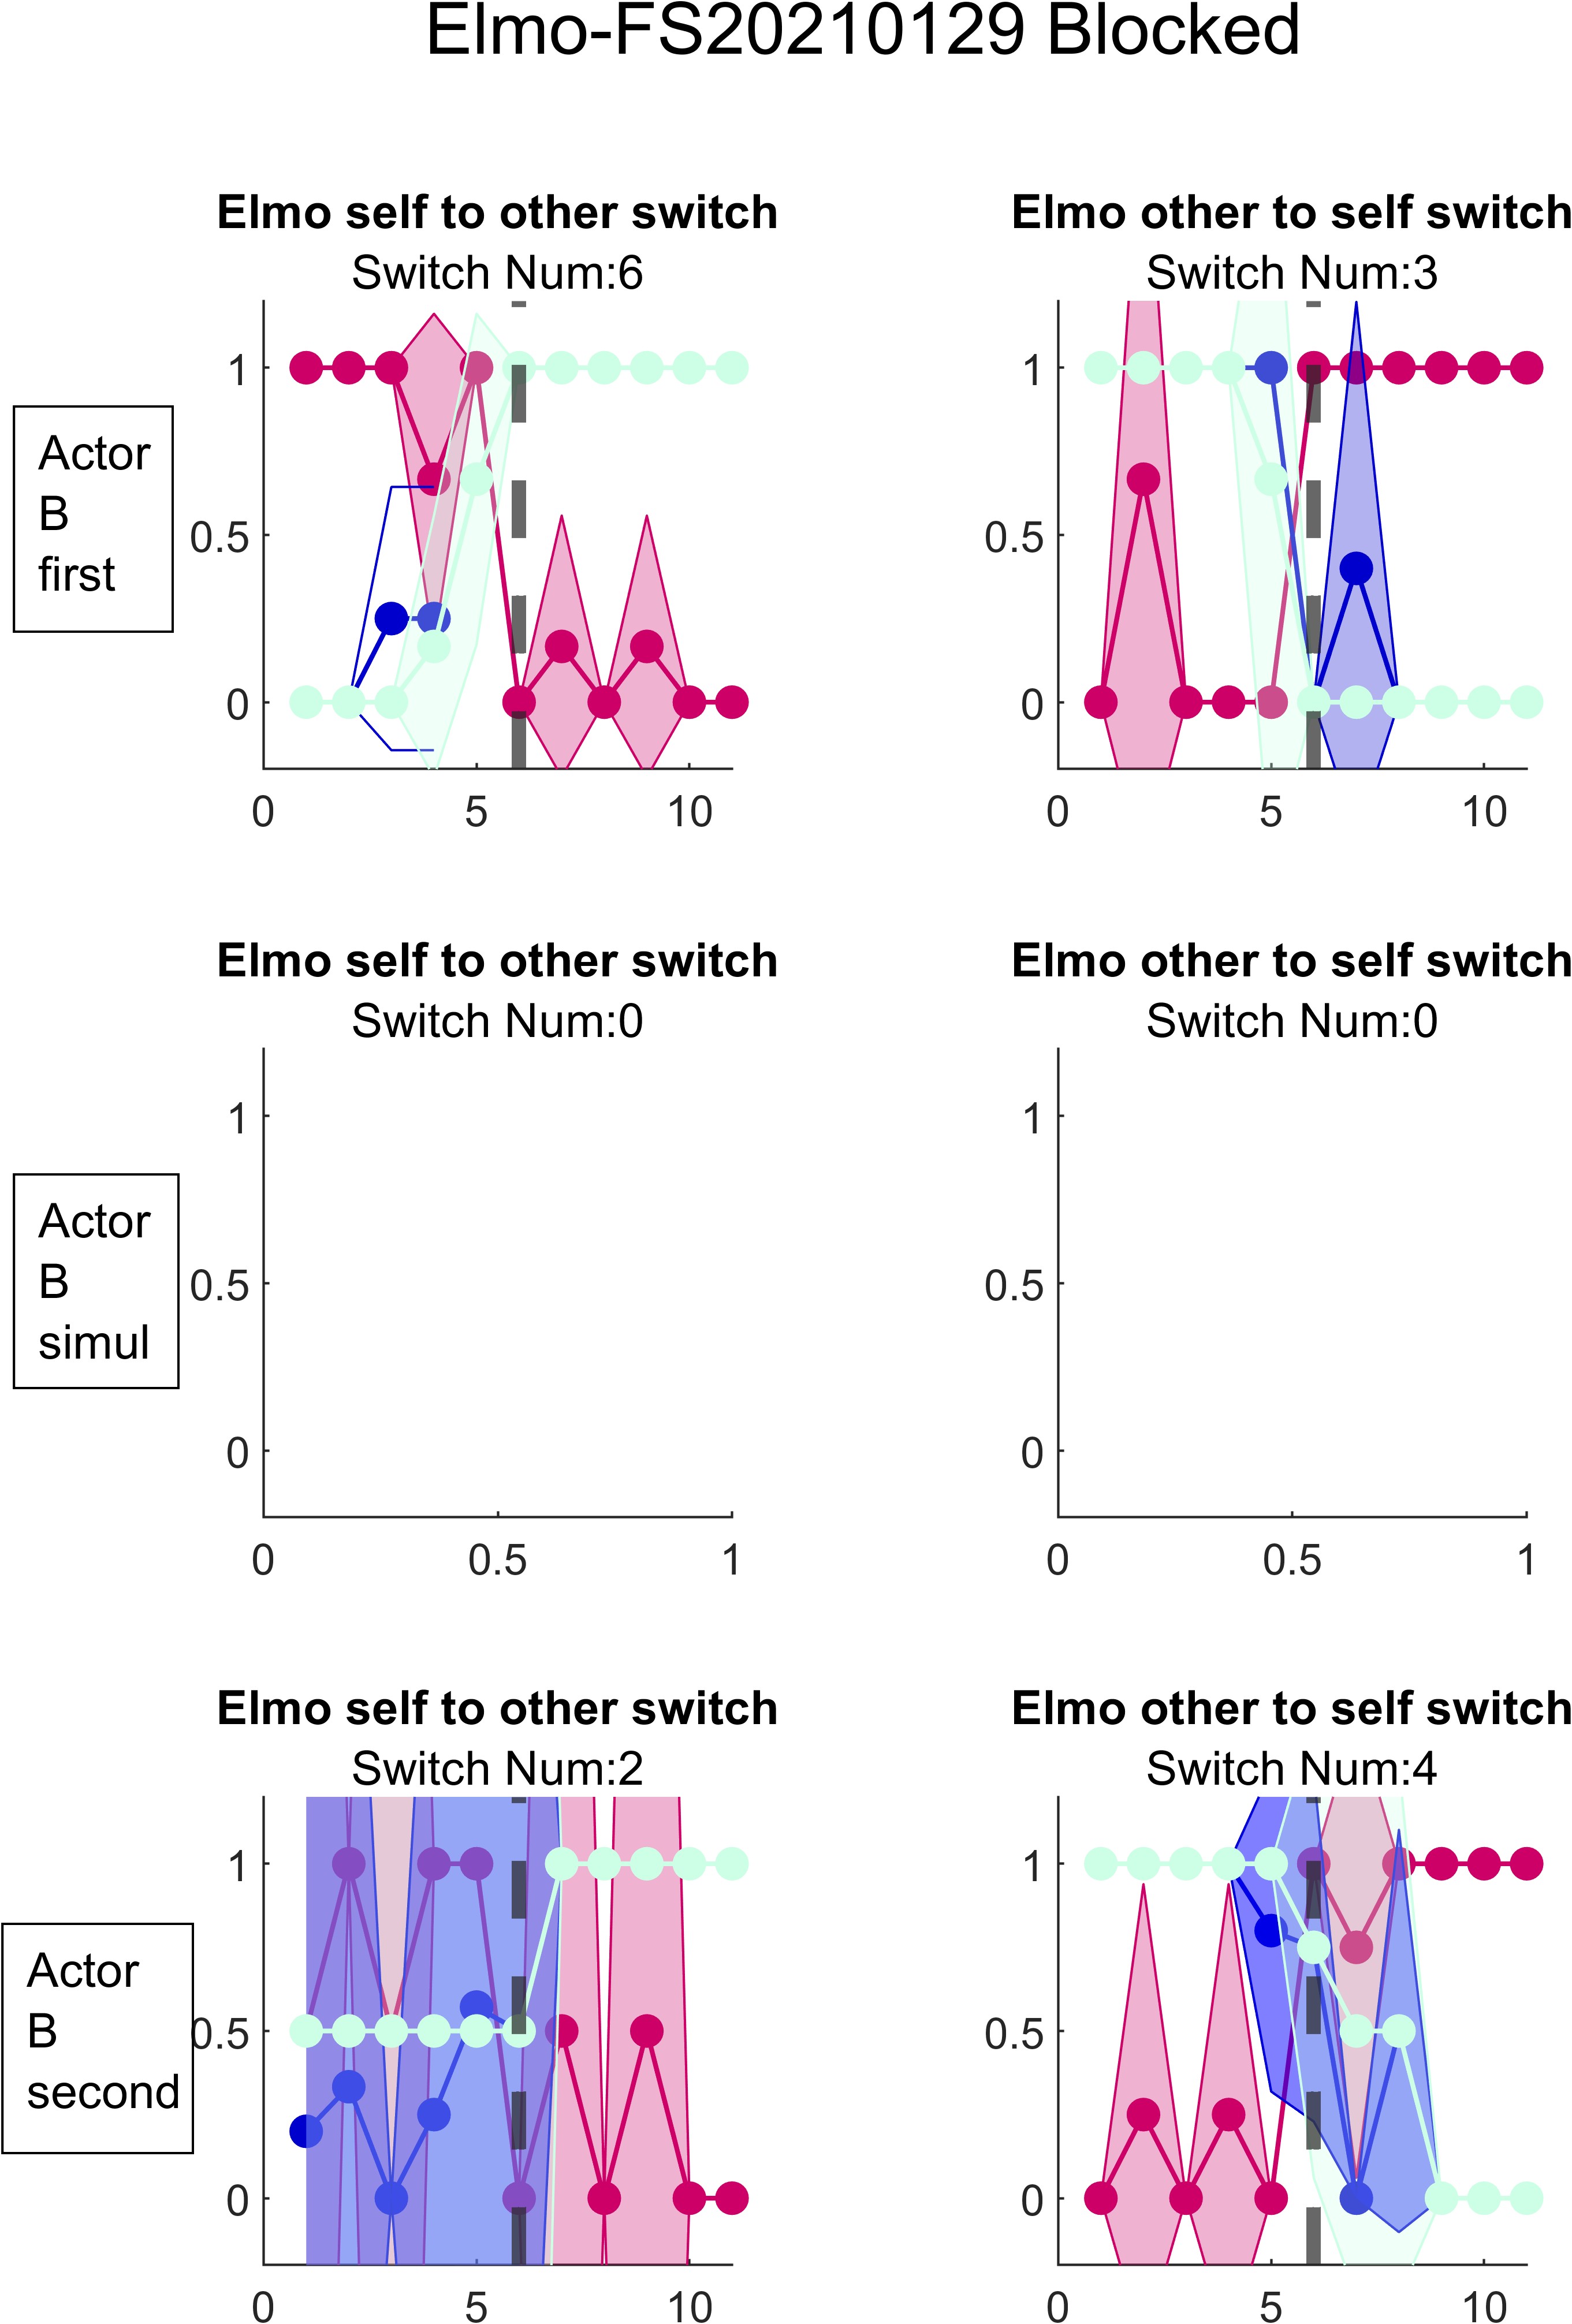 Elmo-FS20210129 Blocked
Elmo self to other switch
Switch Num:6
Elmo other to self switch
Switch Num:3
Actor
B
first
1
0.5
0
0
5
10
1
0.5
0
0
5
10
Elmo self to other switch
Switch Num:0
Elmo other to self switch
Switch Num:0
Actor
B
simul
1
0.5
0
0
0.5
1
1
0.5
0
0
0.5
1
Elmo self to other switch
Switch Num:2
Elmo other to self switch
Switch Num:4
Actor
B
second
1
0.5
0
0
5
10
1
0.5
0
0
5
10